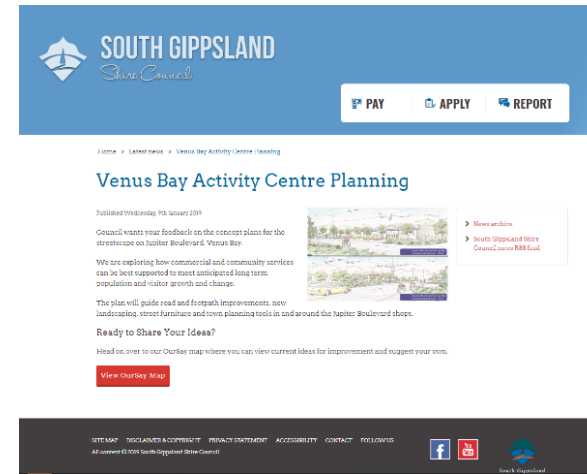 SOUTH GIPPSLAND
Shire Council
PAY
APPLY
REPORT
Home > Latest news > Venus Bay Activity Centre Planning
Venus Bay Activity Centre Planning
Published Wednesday, 9th January 2019
Council wants your feedback on the concept plans for the
streetscape on Jupiter Boulevard, Venus Bay.
We are exploring how commercial and community services
can be best supported to meet anticipated long term
population and visitor growth and change.
The plan will guide road and footpath improvements, new
landscaping, street furniture and town planning tools in and around the Jupiter Boulevard shops.
Ready to Share Your Ideas?
Head on over to our OurSay map where you can view current ideas for improvement and suggest your own.
View OurSay Map
> News archive
> South Gippsland Shire
Council news RSS feed
SITE MAP DISCLAIMER & COPYRIGHT PRIVACY STATEMENT ACCESSIBILITY CONTACT FOLLOW US
All content © 2019 South Gippsland Shire Council
f
You
South Gippsland